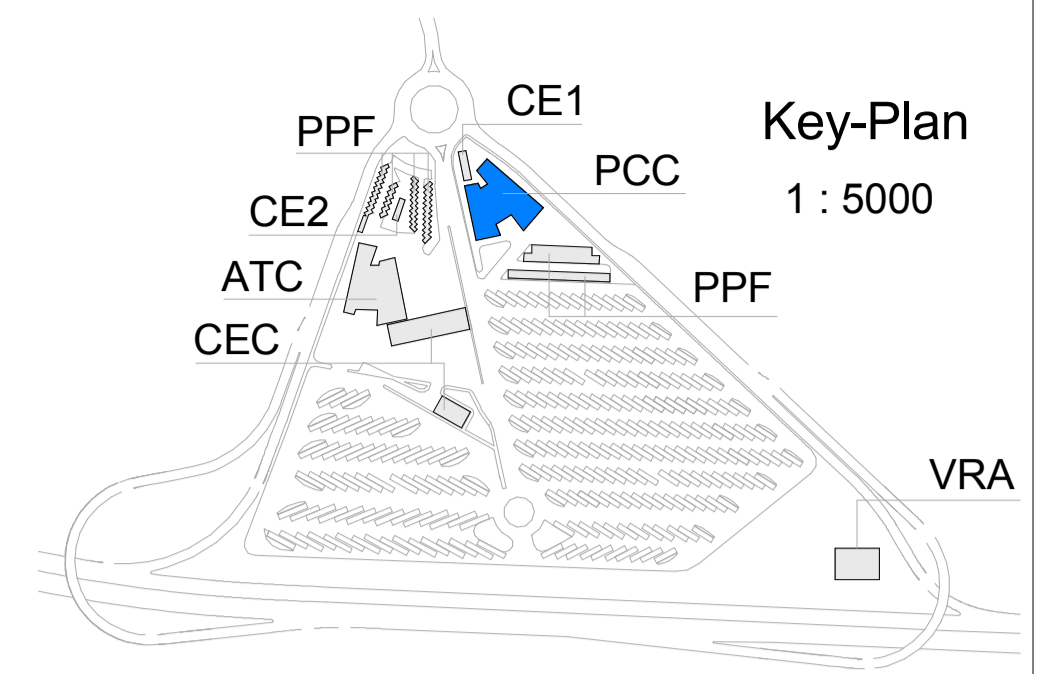 CE1
Key-Plan
PPF
PCC
1 : 5000
CE2
ATC
PPF
CEC
VRA